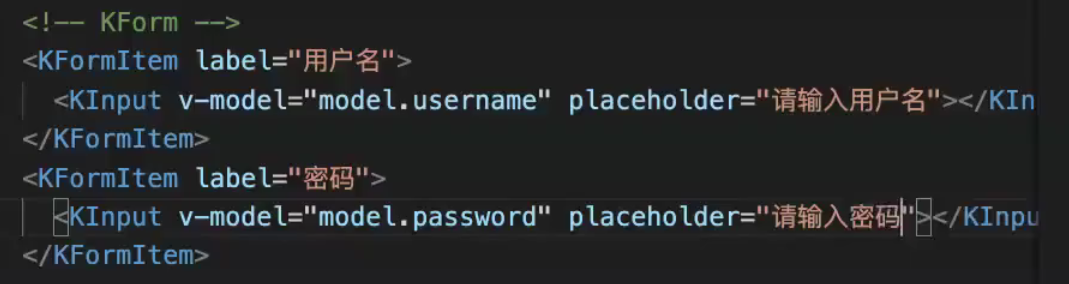 <!-- KForm -->
<KFormItem label="用户名">
<KInput v-model="model.username" placeholder="请输入用户名"></KIn
</KFormItem>
<KFormItem label="密码">
<KInput v-model="model.password" placeholder="请输入密码"></KInpu
</KFormItem>